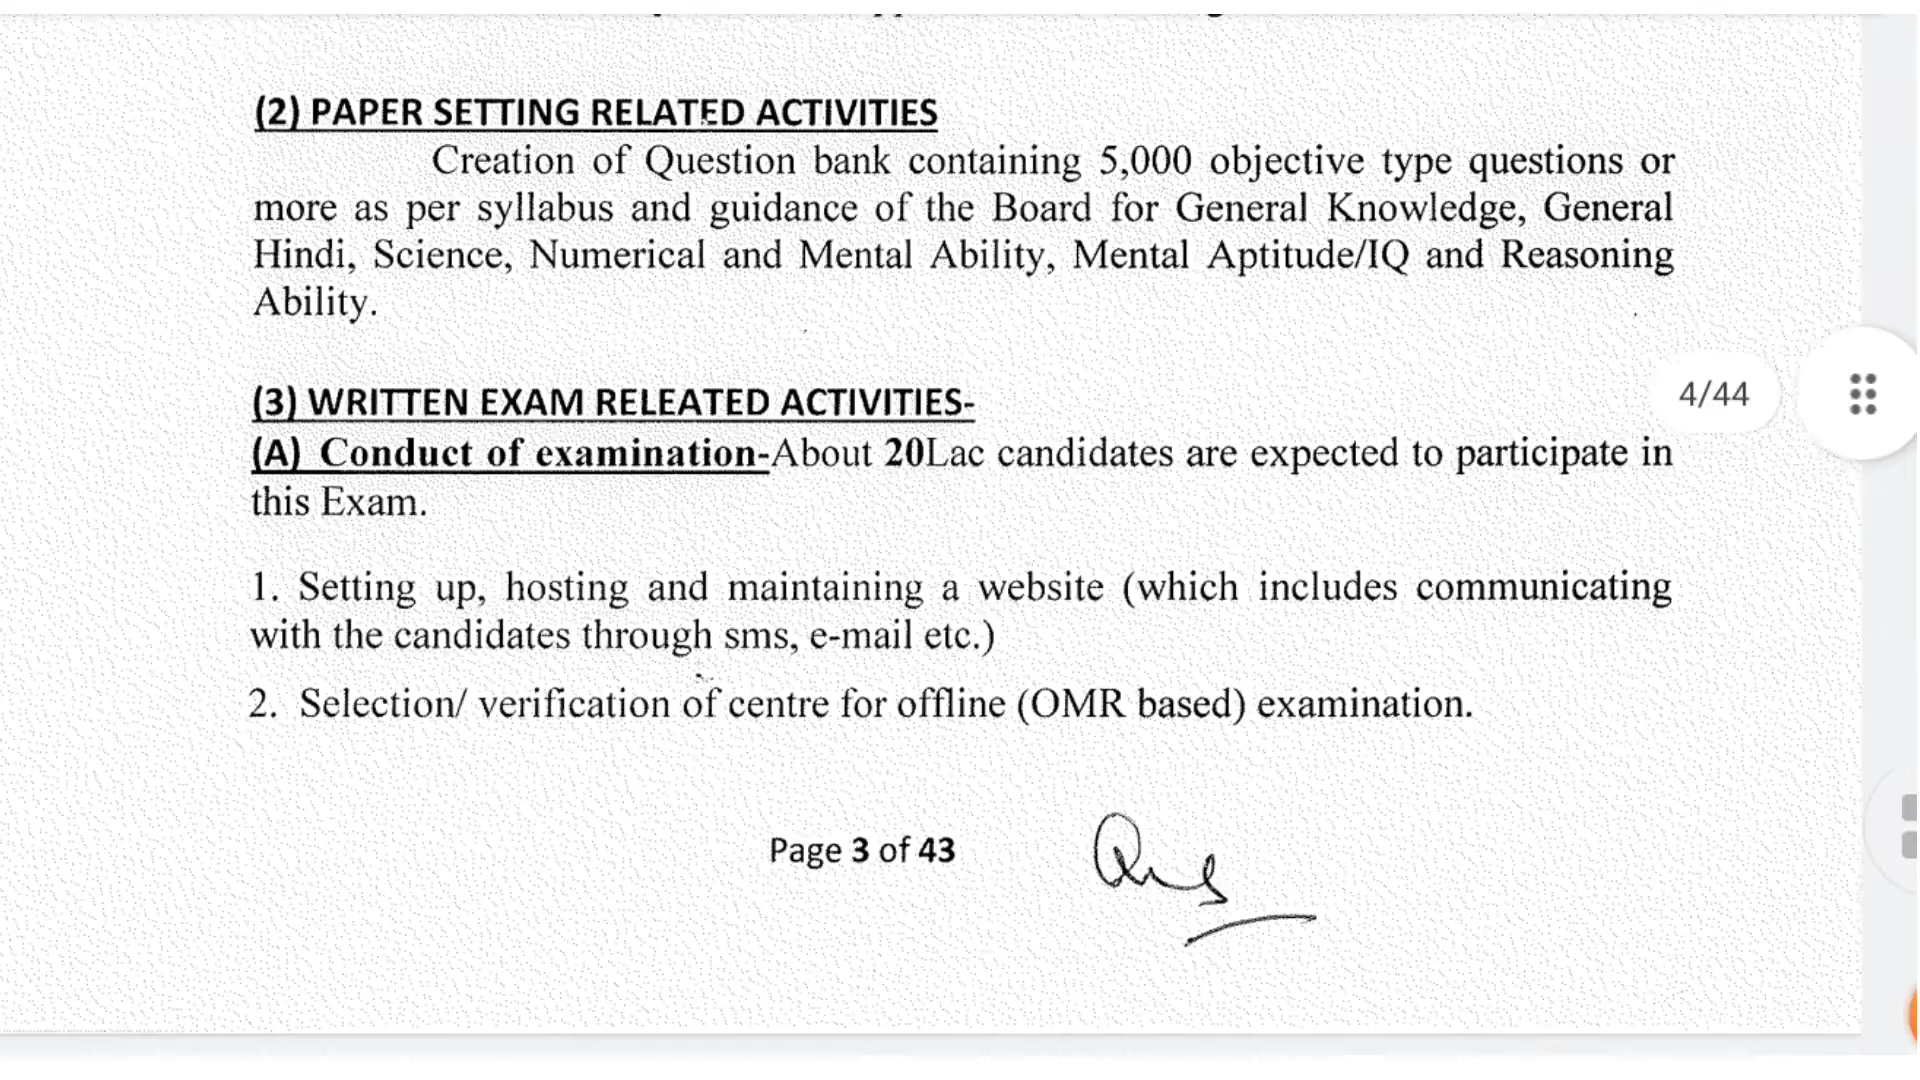 (2) PAPER SETTING RELATED ACTIVITIES
Creation of Question bank containing 5,000 objective type questions or
more as per syllabus and guidance of the Board for General Knowledge, General
Hindi, Science, Numerical and Mental Ability, Mental Aptitude/IQ and Reasoning
Ability.
(3) WRITTEN EXAM RELEATED ACTIVITIES-
4/44
(A) Conduct of examination-About 20Lac candidates are expected to participate in
this Exam.
1. Setting up, hosting and maintaining a website (which includes communicating
with the candidates through sms, e-mail etc.)
2. Selection/ verification of centre for offline (OMR based) examination.
Page 3 of 43